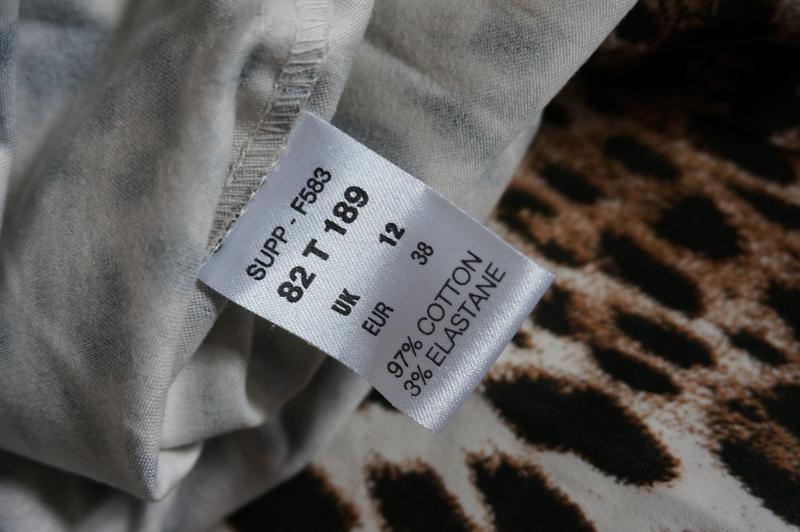 SUPP - F583
82 T 189
UK 12
EUR 38
97% COTTON
3% ELASTANE